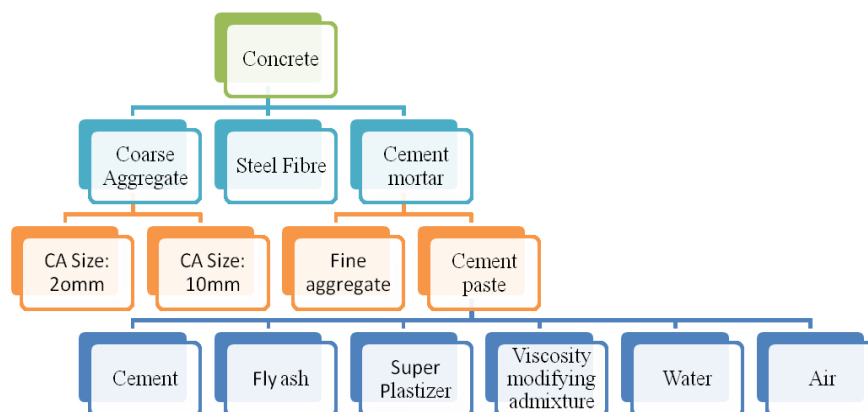 Concrete
Coarse
Aggregate
Steel Fibre
Cement
mortar
CA Size:
2omm
CA Size:
10mm
Fine
aggregate
Cement
paste
Cement
Fly ash
Super
Plastizer
Viscosity
modifying
admixture
Water
Air